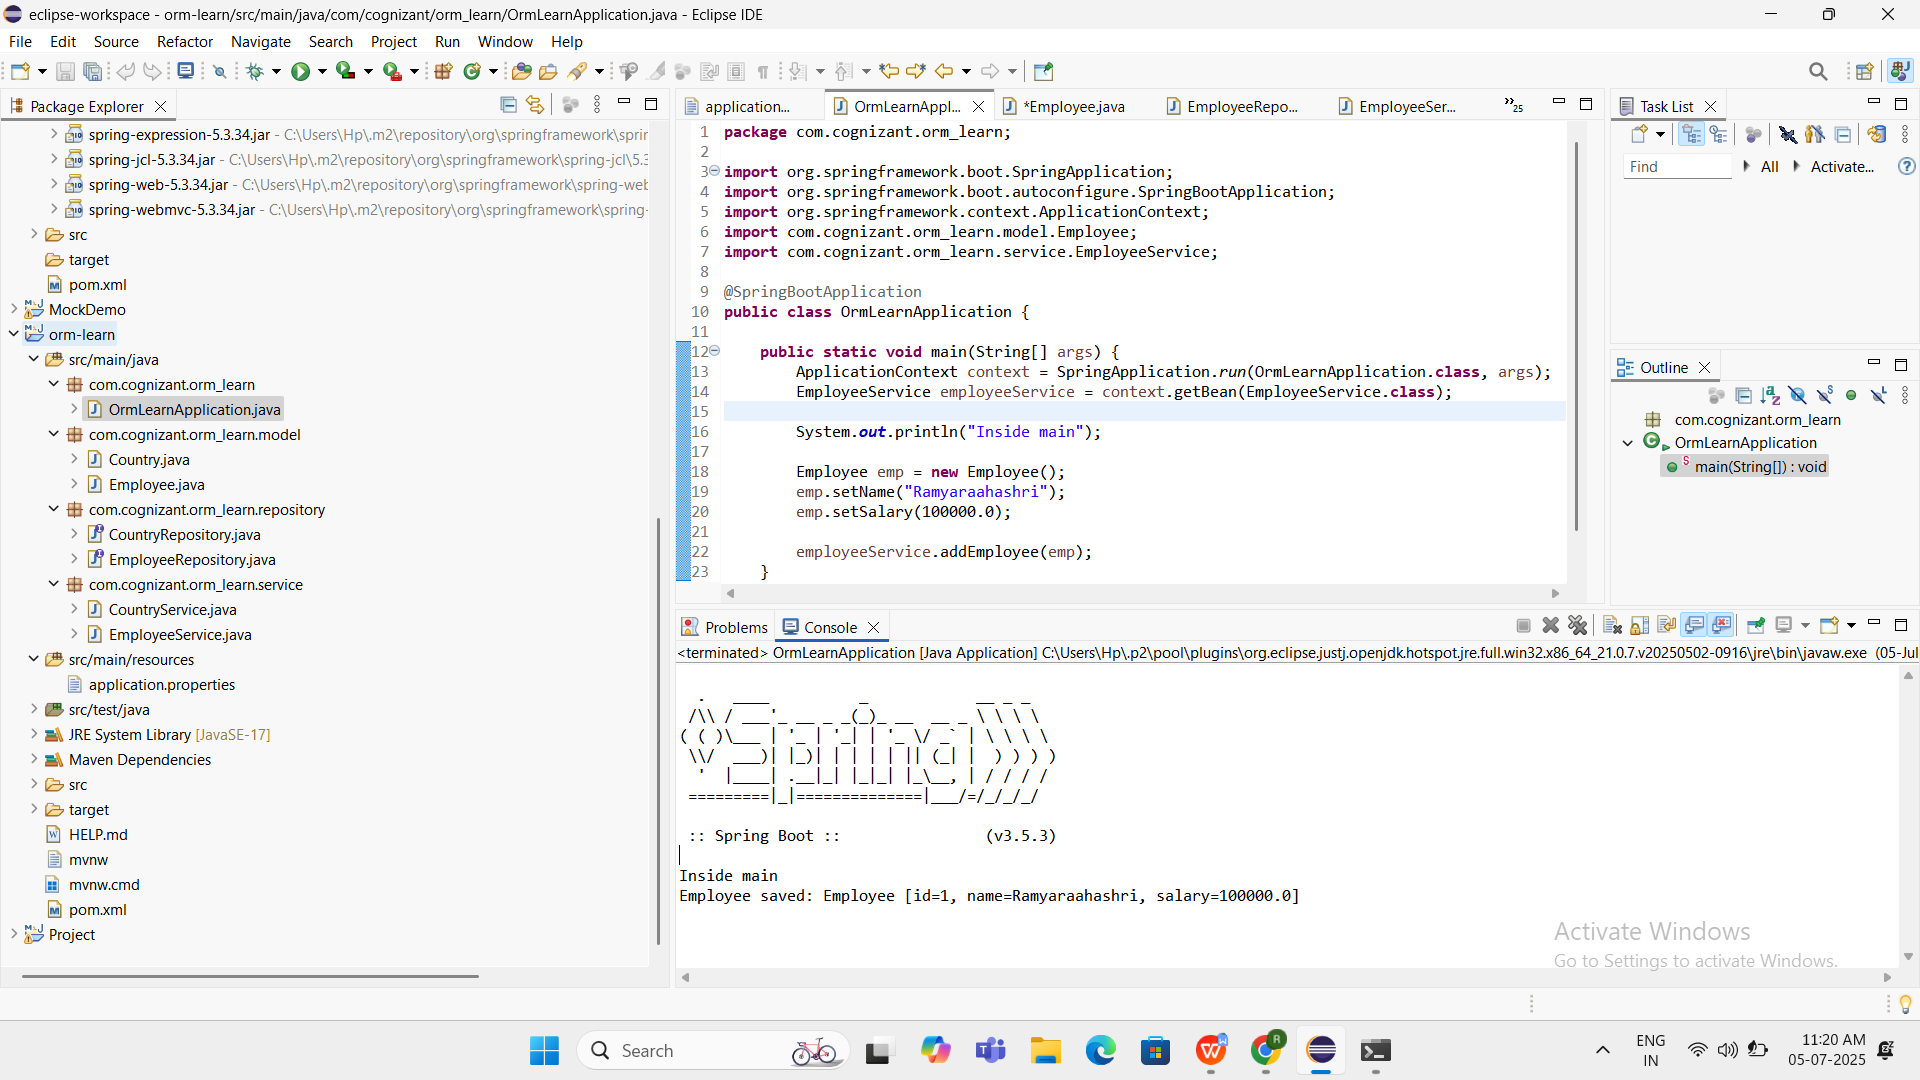 eclipse-workspace - orm-learn/src/main/java/com/cognizant/orm_learn/OrmLearnApplication.java - Eclipse IDE
File Edit Source Refactor Navigate Search Project Run Window Help
Package Explorer
spring-expression-5.3.34.jar - C:\Users\Hp\.m2\repository\org\springframework\sprir
spring-jcl-5.3.34.jar - C:\Users\Hp\.m2\repository\org\springframework\spring-jcl\5.3
spring-web-5.3.34.jar - C:\Users\Hp\.m2\repository\org\springframework\spring-web
spring-webmvc-5.3.34.jar - C:\Users\Hp\.m2\repository\org\springframework\spring-
src
target
pom.xml
MockDemo
orm-learn
src/main/java
com.cognizant.orm_learn
OrmLearnApplication.java
com.cognizant.orm_learn.model
Country.java
Employee.java
com.cognizant.orm_learn.repository
CountryRepository.java
EmployeeRepository.java
com.cognizant.orm_learn.service
CountryService.java
EmployeeService.java
src/main/resources
application.properties
src/test/java
JRE System Library [JavaSE-17]
Maven Dependencies
src
target
HELP.md
mvnw
mvnw.cmd
pom.xml
Project
application... OrmLearnAppl... *Employee.java EmployeeRepo... EmployeeSer... »25
1 package com.cognizant.orm_learn;
2
3 import org.springframework.boot.SpringApplication;
4 import org.springframework.boot.autoconfigure.SpringBootApplication;
5 import org.springframework.context.ApplicationContext;
6 import com.cognizant.orm_learn.model.Employee;
7 import com.cognizant.orm_learn.service.EmployeeService;
8
9 @SpringBootApplication
10 public class OrmLearnApplication {
11
12 public static void main(String[] args) {
13 ApplicationContext context = SpringApplication.run(OrmLearnApplication.class, args);
14 EmployeeService employeeService = context.getBean(EmployeeService.class);
15
16 System.out.println("Inside main");
17
18 Employee emp = new Employee();
19 emp.setName("Ramyaraahashri");
20 emp.setSalary(100000.0);
21
22 employeeService.addEmployee(emp);
23 }
Task List
Find All Activate...
Outline
com.cognizant.orm_learn
OrmLearnApplication
main(String[]) : void
Problems Console
<terminated> OrmLearnApplication [Java Application] C:\Users\Hp\.p2\pool\plugins\org.eclipse.justj.openjdk.hotspot.jre.full.win32.x86_64_21.0.7.v20250502-0916\jre\bin\javaw.exe (05-Jul
Spring
:: Spring Boot :: (v3.5.3)
Inside main
Employee saved: Employee [id=1, name=Ramyaraahashri, salary=100000.0]
Activate Windows
Go to Settings to activate Windows.
Search
ENG
IN
11:20 AM
05-07-2025